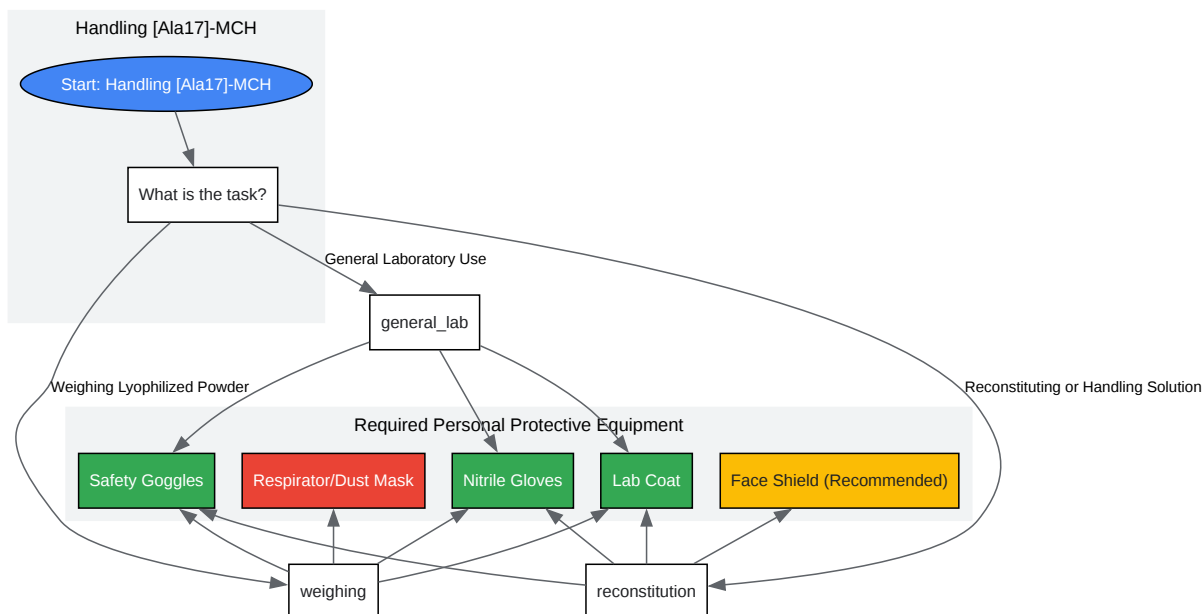 Handling [Ala17]-MCH
Start: Handling [Ala17]-MCH
What is the task?
General Laboratory Use
general_lab
Weighing Lyophilized Powder
Reconstituting or Handling Solution
Required Personal Protective Equipment
Safety Goggles
Respirator/Dust Mask
Nitrile Gloves
Lab Coat
Face Shield (Recommended)
weighing
reconstitution